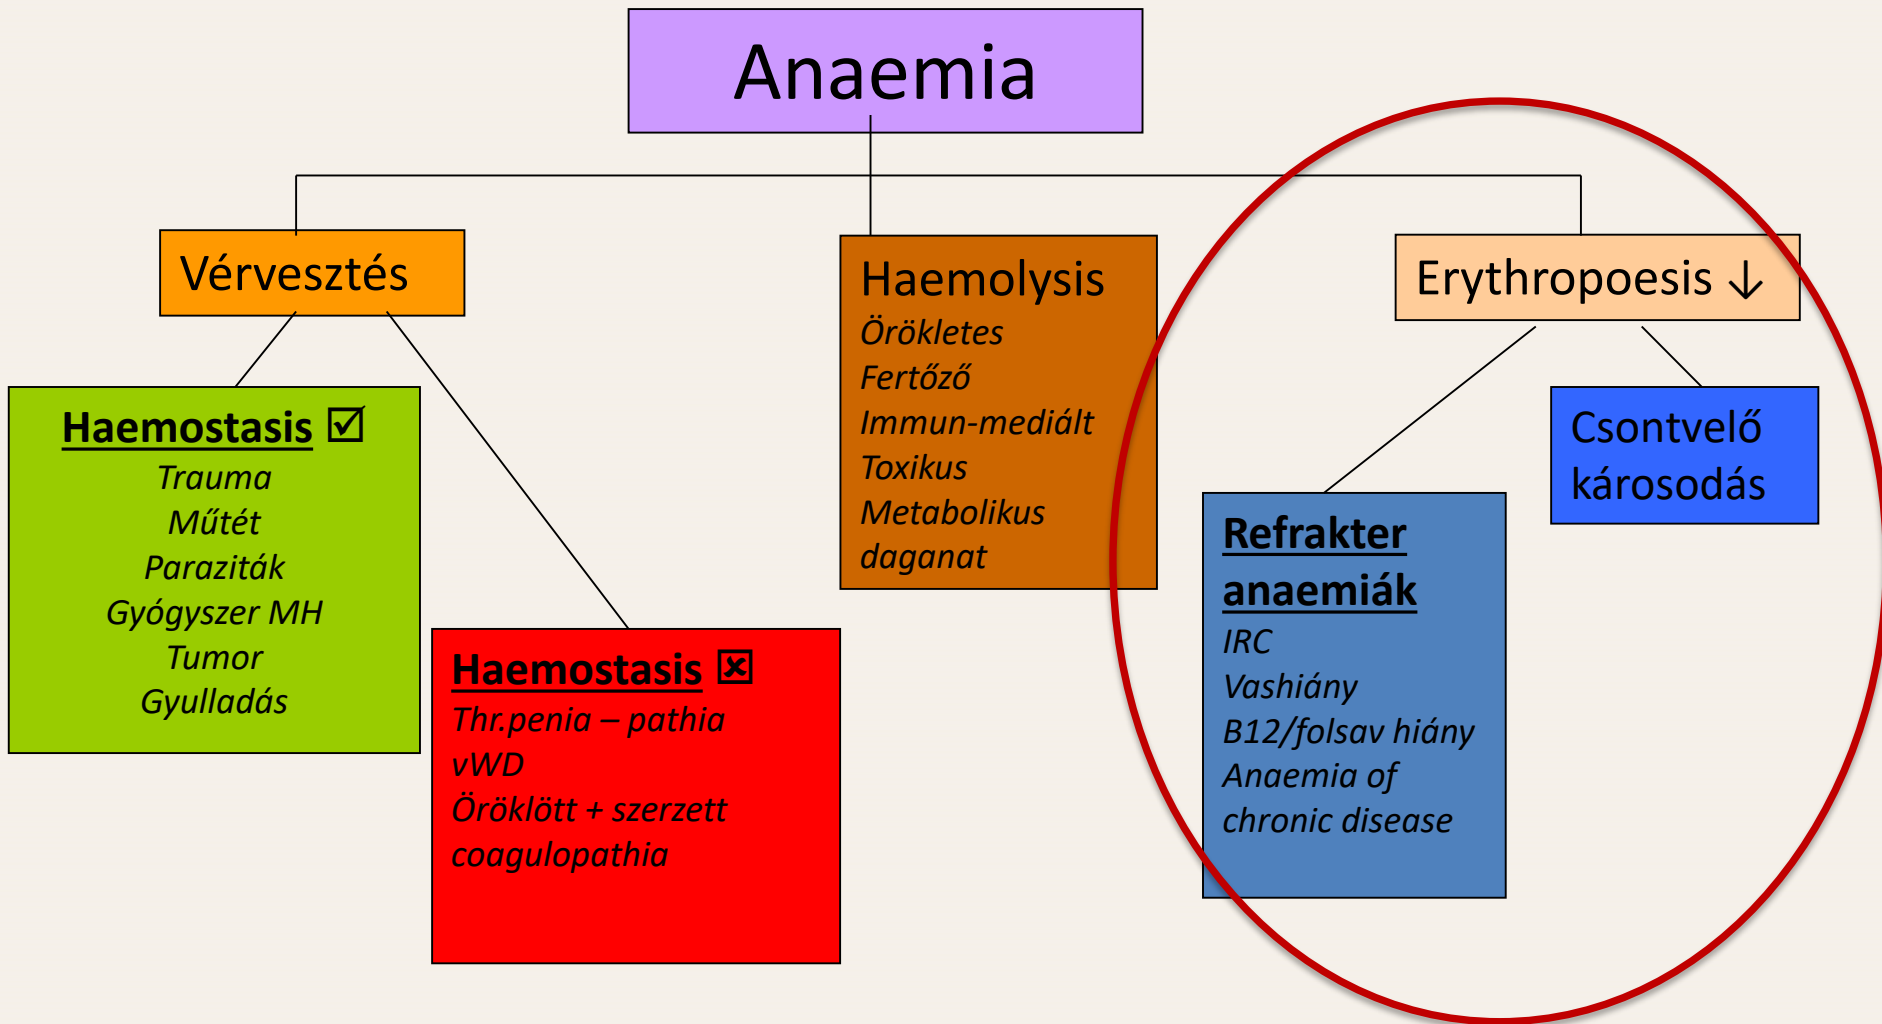 Anaemia
Vérvesztés
Haemostasis ☑
Trauma
Műtét
Paraziták
Gyógyszer MH
Tumor
Gyulladás
Haemostasis ☒
Thr.penia – pathia
vWD
Öröklött + szerzett
coagulopathia
Haemolysis
Örökletes
Fertőző
Immun-mediált
Toxikus
Metabolikus
daganat
Erythropoesis ↓
Refrakter
anaemiák
IRC
Vashiány
B12/folsav hiány
Anaemia of
chronic disease
Csontvelő
károsodás